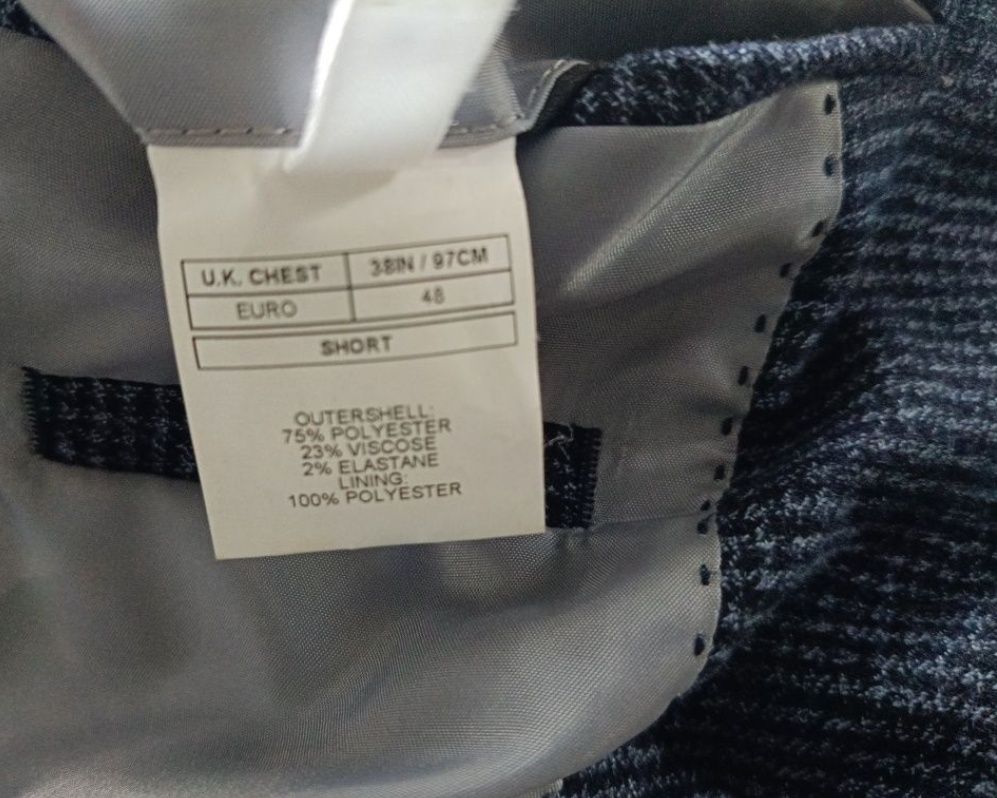 U.K. CHEST 38IN / 97CM
EURO 48
SHORT
OUTERSHELL:
75% POLYESTER
23% VISCOSE
2% ELASTANE
LINING:
100% POLYESTER